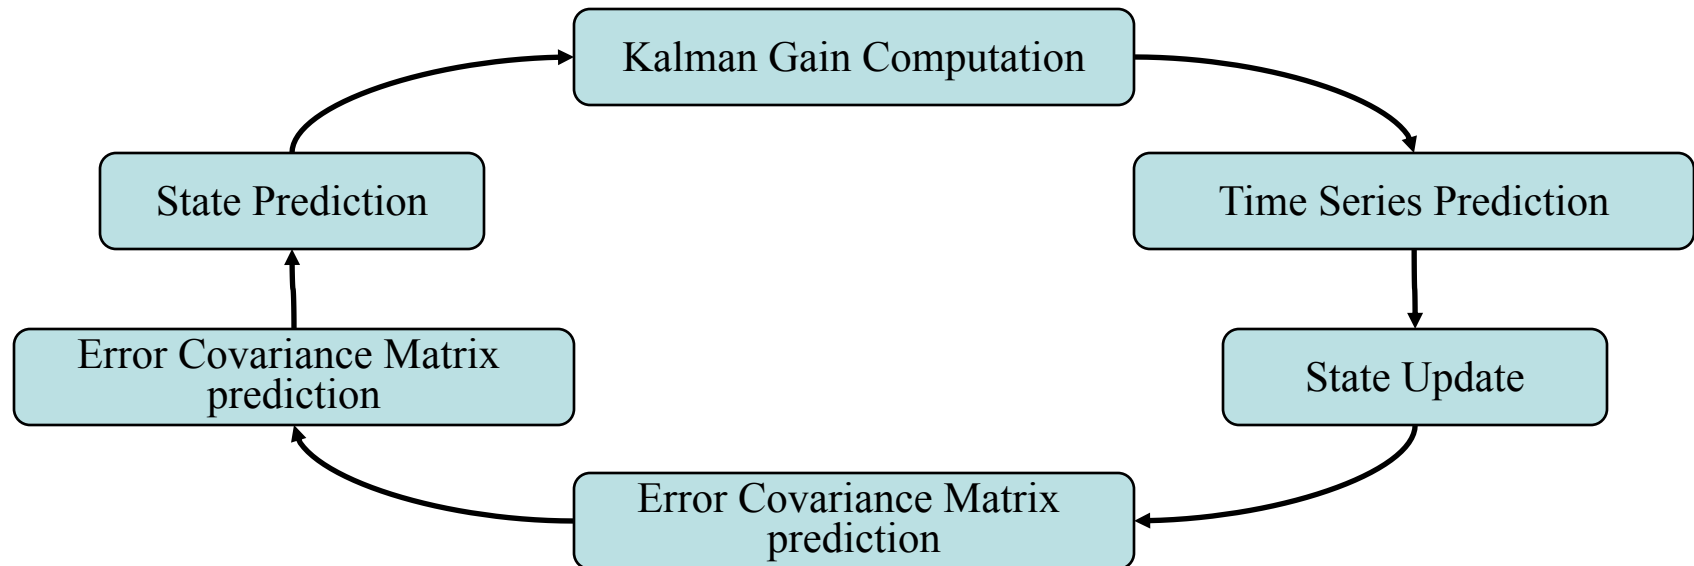 Kalman Gain Computation
State Prediction
Time Series Prediction
Error Covariance Matrix
prediction
State Update
Error Covariance Matrix
prediction